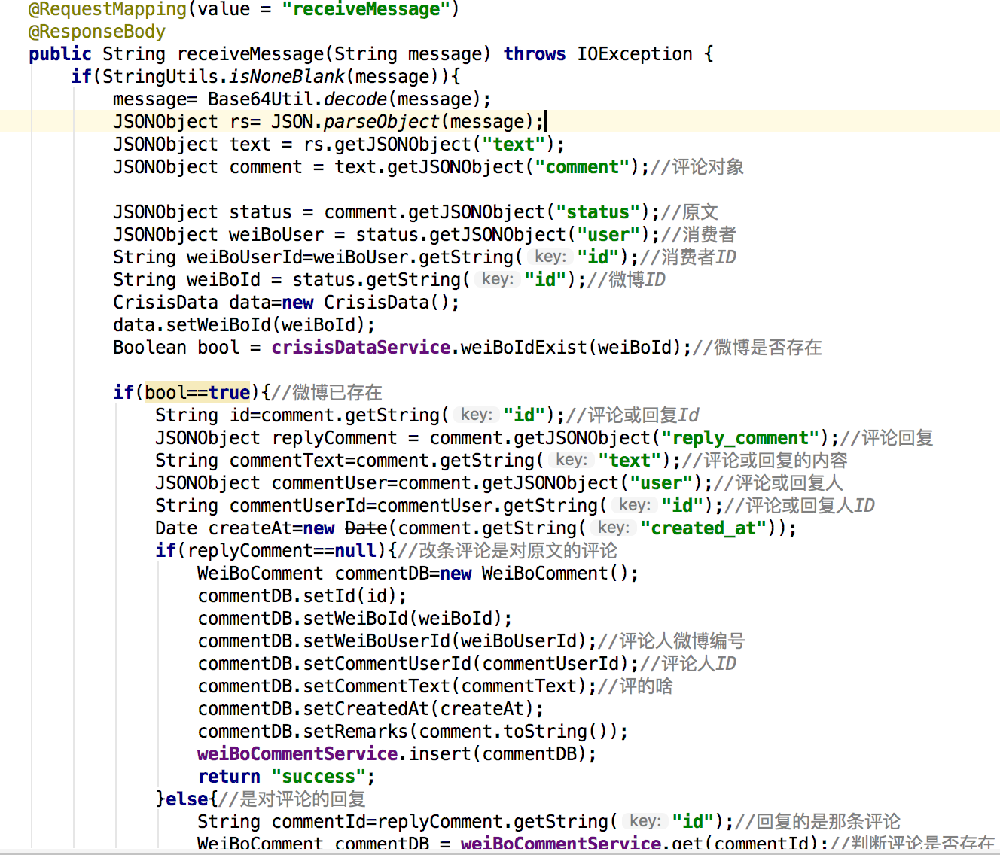 @RequestMapping(value = "receiveMessage")
@ResponseBody
public String receiveMessage(String message) throws IOException {
if(StringUtils.isNoneBlank(message)){
message= Base64Util.decode(message);
JSONObject rs= JSON.parseObject(message);
JSONObject text = rs.getJSONObject("text");
JSONObject comment = text.getJSONObject("comment");//评论对象
JSONObject status = comment.getJSONObject("status");//原文
JSONObject weiBoUser = status.getJSONObject("user");//消费者
String weiBoUserId=weiBoUser.getString( key: "id");//消费者ID
String weiBoId = status.getString( key: "id");//微博ID
CrisisData data=new CrisisData();
data.setWeiBoId(weiBoId);
Boolean bool = crisisDataService.weiBoIdExist(weiBoId);//微博是否存在
if(bool==true){//微博已存在
String id=comment.getString( key: "id");//评论或回复Id
JSONObject replyComment = comment.getJSONObject("reply_comment");//评论回复
String commentText=comment.getString( key: "text");//评论或回复的内容
JSONObject commentUser=comment.getJSONObject("user");//评论或回复人
String commentUserId=commentUser.getString( key: "id");//评论或回复人ID
Date createAt=new Date(comment.getString( key: "created_at"));
if(replyComment==null){//改条评论是对原文的评论
WeiBoComment commentDB=new WeiBoComment();
commentDB.setId(id);
commentDB.setWeiBoId(weiBoId);
commentDB.setWeiBoUserId(weiBoUserId);//评论人微博编号
commentDB.setCommentUserId(commentUserId);//评论人ID
commentDB.setCommentText(commentText);//评的啥
commentDB.setCreatedAt(createAt);
commentDB.setRemarks(comment.toString());
weiBoCommentService.insert(commentDB);
return "success";
}else{//是对评论的回复
String commentId=replyComment.getString( key: "id");//回复的是那条评论
WeiBoComment commentDB = weiBoCommentService.get(commentId);//判断评论是否存在